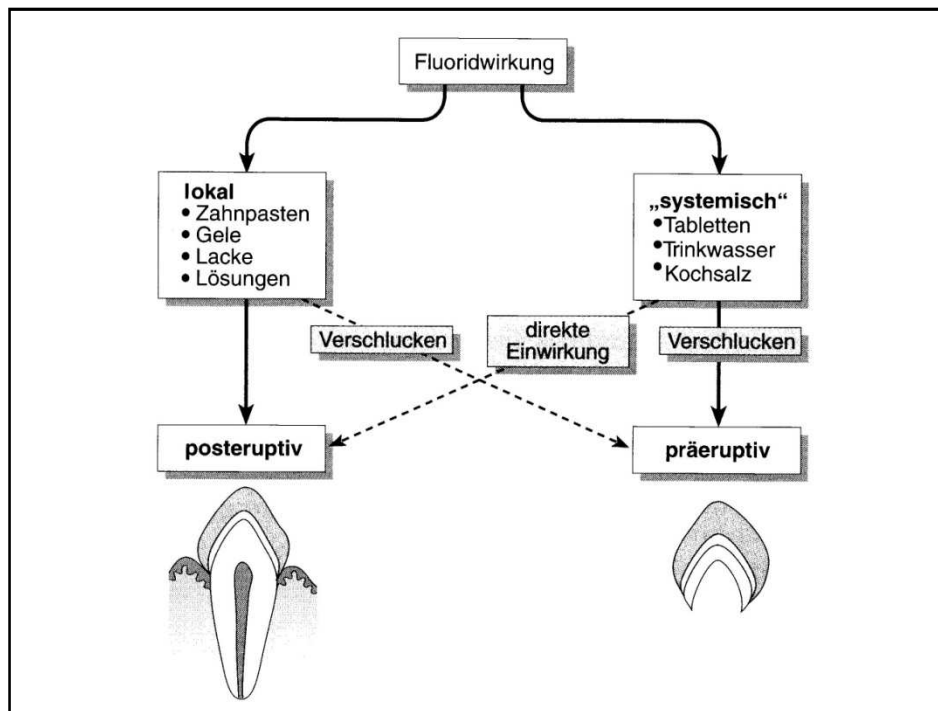 Fluoridwirkung
lokal
• Zahnpasten
• Gele
• Lacke
• Lösungen
„systemisch“
• Tabletten
• Trinkwasser
• Kochsalz
Verschlucken
direkte
Einwirkung
Verschlucken
posteruptiv
präeruptiv